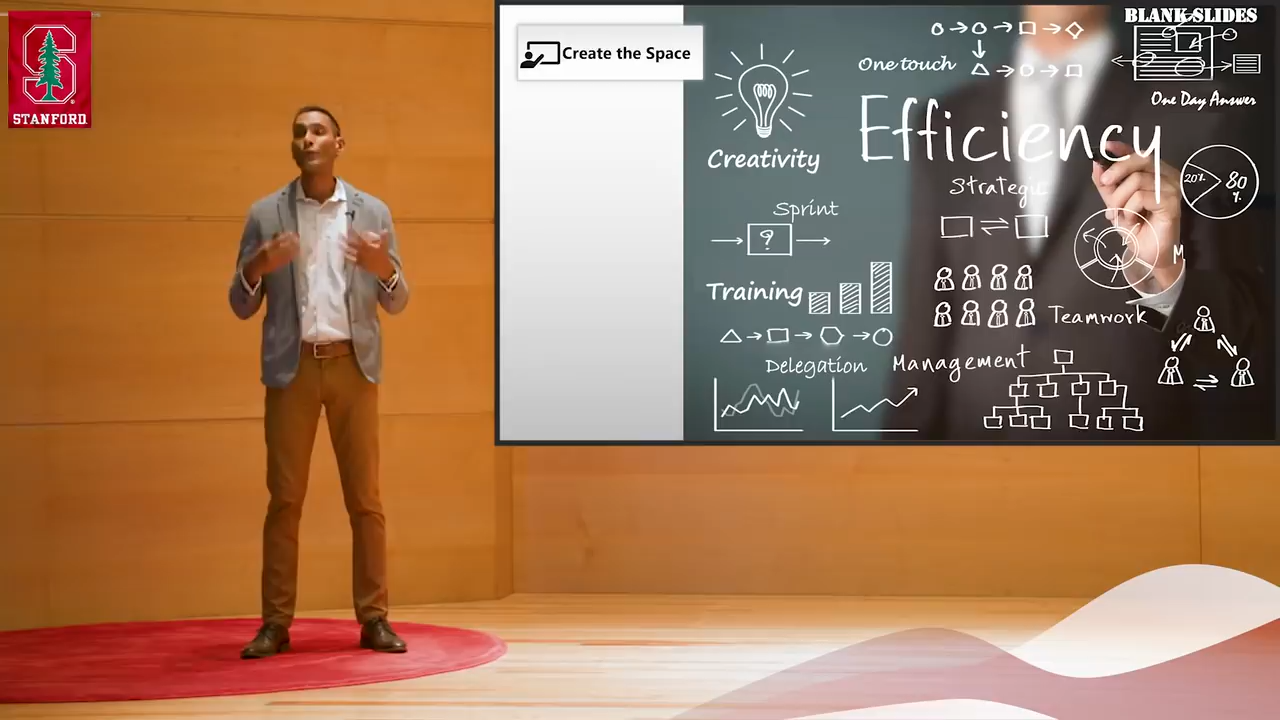 STANFORD
Create the Space
BLANK SLIDES
One touch
One Day Answer
Efficiency
Creativity
Strategic
20%
80
%
Sprint
?
M
Training
Teamwork
Delegation
Management